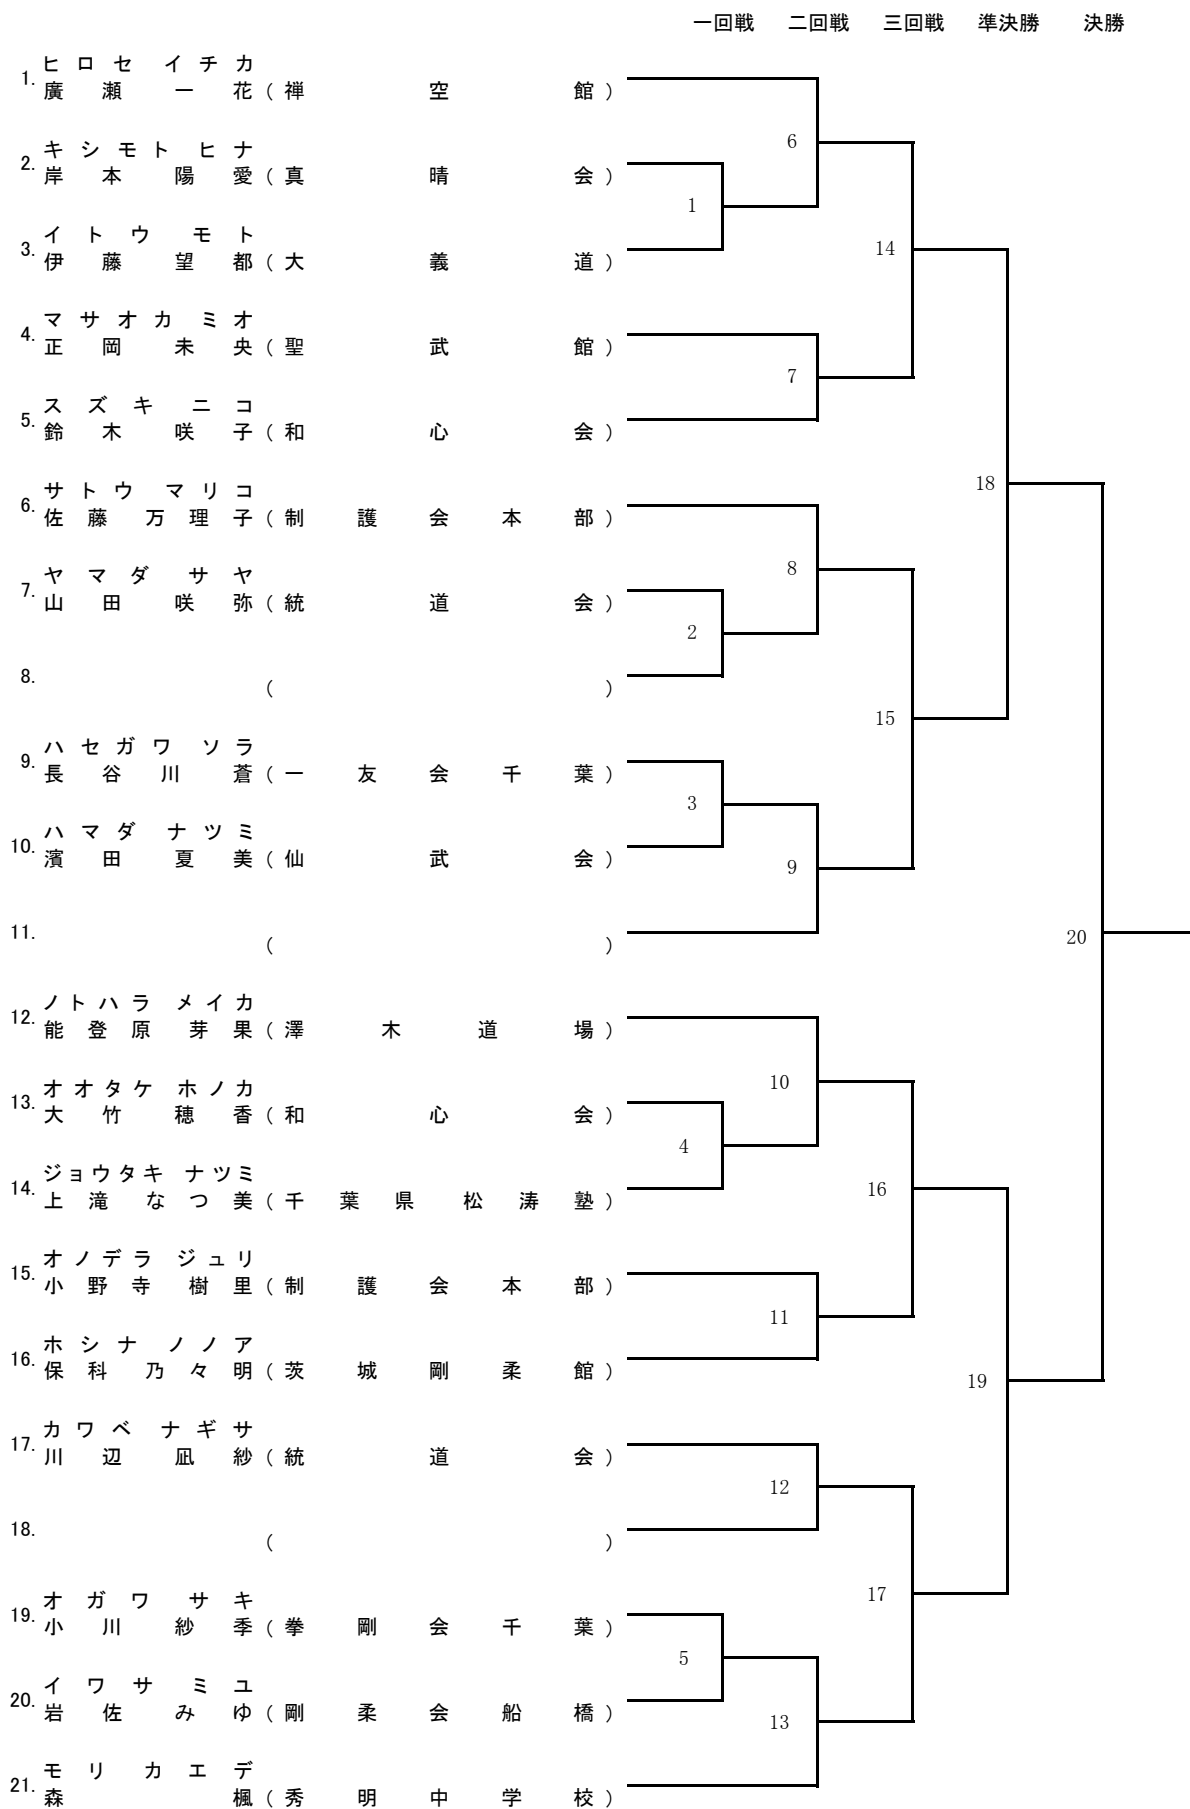 一回戦 二回戦 三回戦 準決勝 決勝
ヒロセ イチカ
1. 廣瀬一花 (禅空館)
6
キシモト ヒナ
2. 岸本陽愛 (真晴会)
1
イトウ モト
3. 伊藤望都 (大義道)
14
マサオカ ミオ
4. 正岡未央 (聖武館)
7
スズキ ニコ
5. 鈴木咲子 (和心会)
18
サトウ マリコ
6. 佐藤万理子 (制護会本部)
8
ヤマダ サヤ
7. 山田咲弥 (統道会)
2
8. ( )
15
ハセガワ ソラ
9. 長谷川蒼 (一友会千葉)
3
ハマダ ナツミ
10. 濱田夏美 (仙武会)
9
11. ( )
20
ノトハラ メイカ
12. 能登原芽果 (澤木道場)
10
オオタケ ホノカ
13. 大竹穂香 (和心会)
4
ジョウタキ ナツミ
14. 上滝なつ美 (千葉県松涛塾)
16
オノデラ ジュリ
15. 小野寺樹里 (制護会本部)
11
ホシナ ノノア
16. 保科乃々明 (茨城剛柔館)
19
カワベ ナギサ
17. 川辺凪紗 (統道会)
12
18. ( )
17
オガワ サキ
19. 小川紗季 (拳剛会千葉)
5
イワサ ミユ
20. 岩佐みゆ (剛柔会船橋)
13
モリ カエデ
21. 森楓 (秀明中学校)